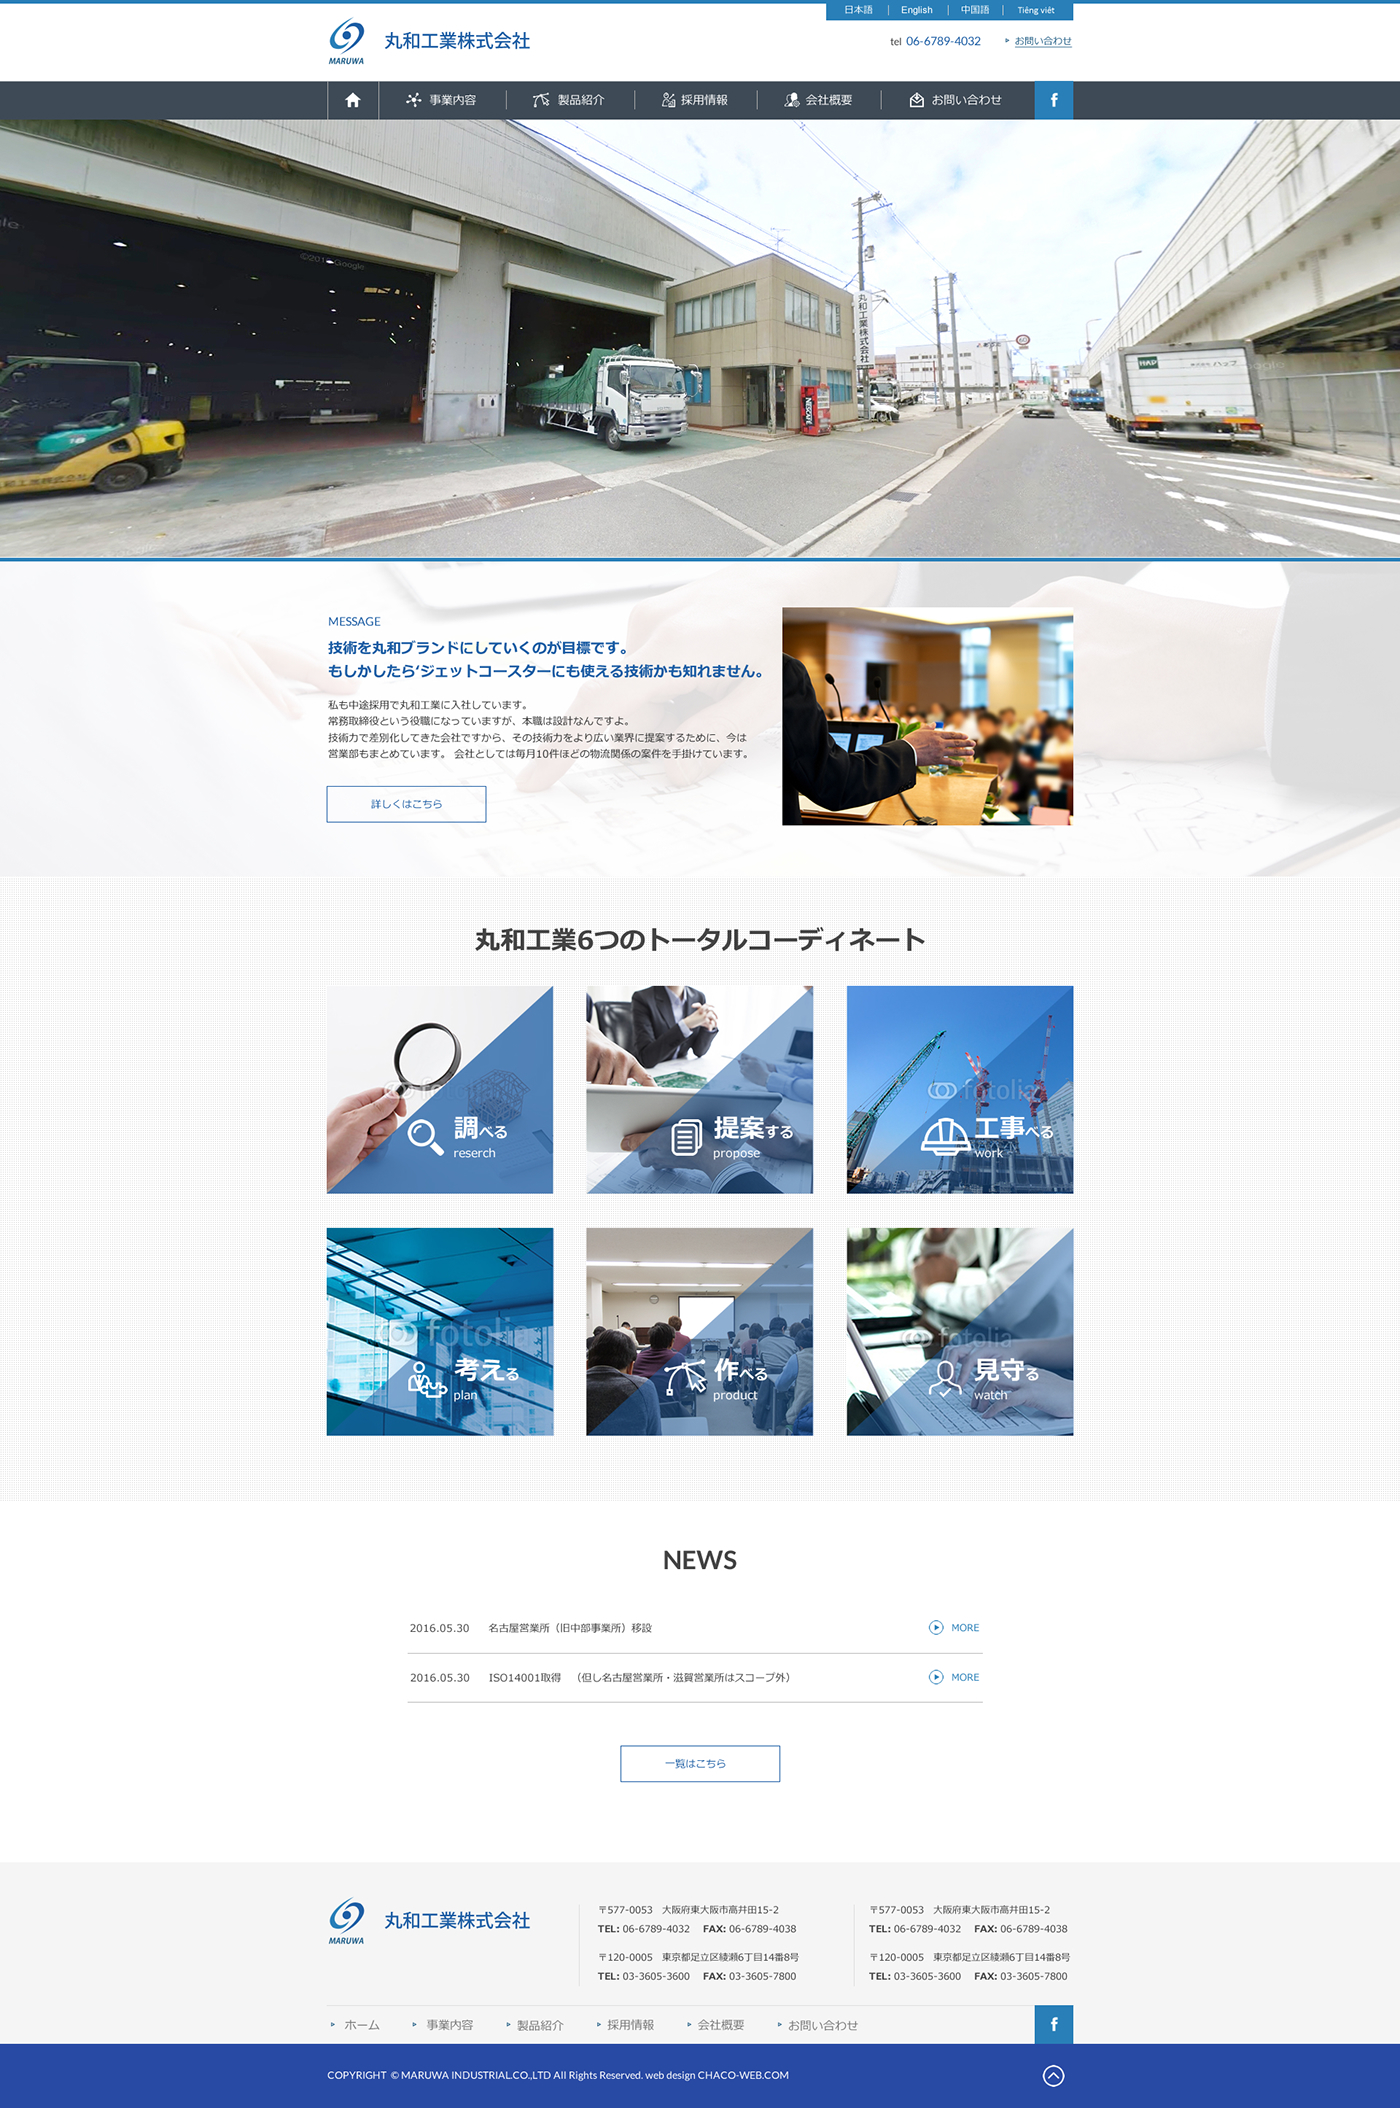 日本語 | English | 中国語 | Tiếng việt
MARUWA
丸和工業株式会社
tel 06-6789-4032
お問い合わせ
事業内容
製品紹介
採用情報
会社概要
お問い合わせ
丸和工業株式会社
NESCAFE
HAP
MESSAGE
技術を丸和ブランドにしていくのが目標です。
もしかしたら‘ジェットコースターにも使える技術かも知れません。
私も中途採用で丸和工業に入社しています。
常務取締役という役職になっていますが、本職は設計なんですよ。
技術力で差別化してきた会社ですから、その技術力をより広い業界に提案するために、今は
営業部もまとめています。 会社としては毎月10件ほどの物流関係の案件を手掛けています。
詳しくはこちら
丸和工業6つのトータルコーディネート
fotolia
調べる
reserch
提案する
propose
fotolia
工事べる
work
fotolia
考える
plan
作べる
product
fotolia
見守る
watch
NEWS
2016.05.30 名古屋営業所（旧中部事業所）移設 MORE
2016.05.30 ISO14001取得 （但し名古屋営業所・滋賀営業所はスコープ外） MORE
一覧はこちら
MARUWA
丸和工業株式会社
〒577-0053 大阪府東大阪市高井田15-2
TEL: 06-6789-4032 FAX: 06-6789-4038
〒120-0005 東京都足立区綾瀬6丁目14番8号
TEL: 03-3605-3600 FAX: 03-3605-7800
〒577-0053 大阪府東大阪市高井田15-2
TEL: 06-6789-4032 FAX: 06-6789-4038
〒120-0005 東京都足立区綾瀬6丁目14番8号
TEL: 03-3605-3600 FAX: 03-3605-7800
ホーム
事業内容
製品紹介
採用情報
会社概要
お問い合わせ
COPYRIGHT © MARUWA INDUSTRIAL.CO.,LTD All Rights Reserved. web design CHACO-WEB.COM